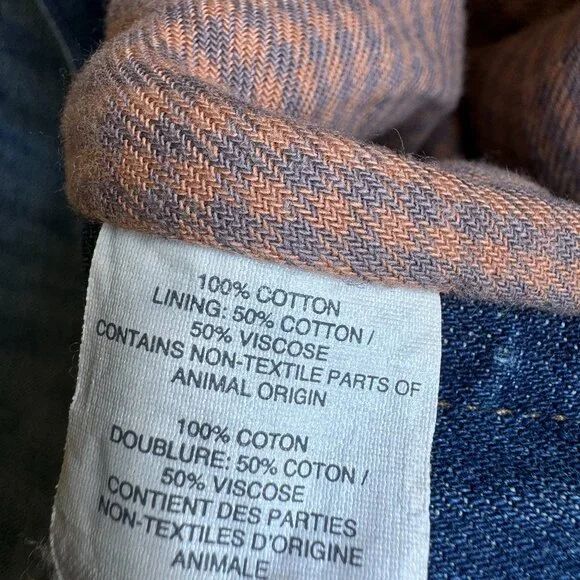 100% COTTON
LINING: 50% COTTON /
50% VISCOSE
CONTAINS NON-TEXTILE PARTS OF
ANIMAL ORIGIN
100% COTON
DOUBLURE: 50% COTON /
50% VISCOSE
CONTIENT DES PARTIES
NON-TEXTILES D'ORIGINE
ANIMALE